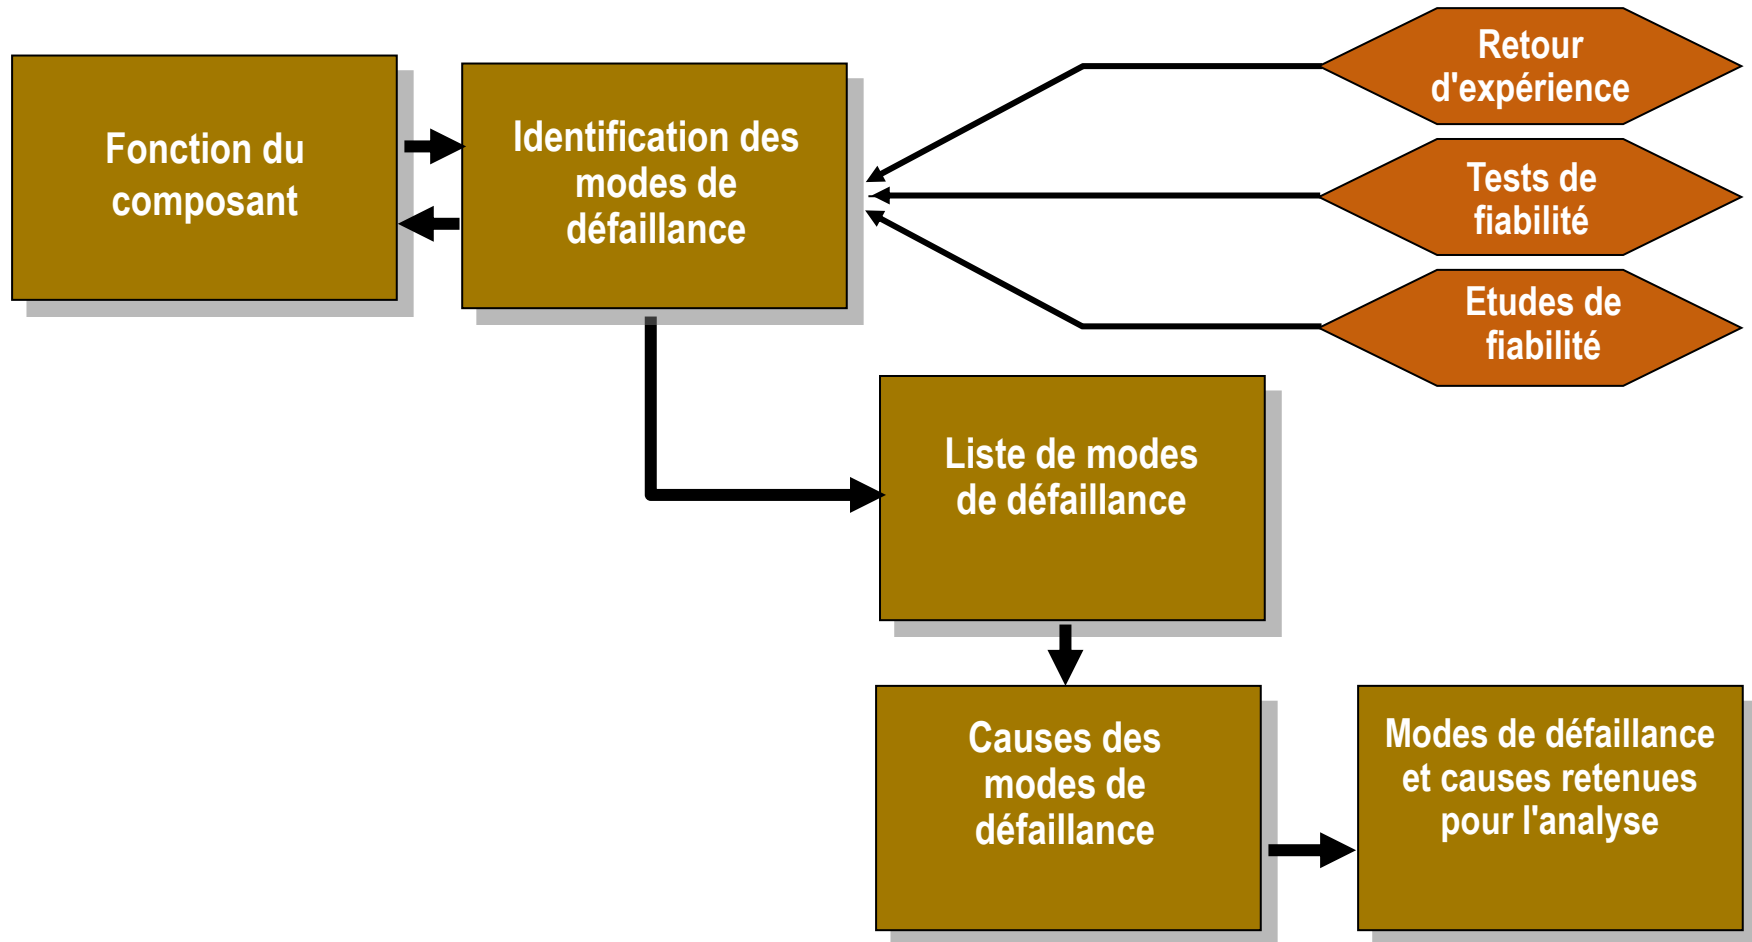 Fonction du
composant
Identification des
modes de
défaillance
Retour
d'expérience
Tests de
fiabilité
Etudes de
fiabilité
Liste de modes
de défaillance
Causes des
modes de
défaillance
Modes de défaillance
et causes retenues
pour l'analyse